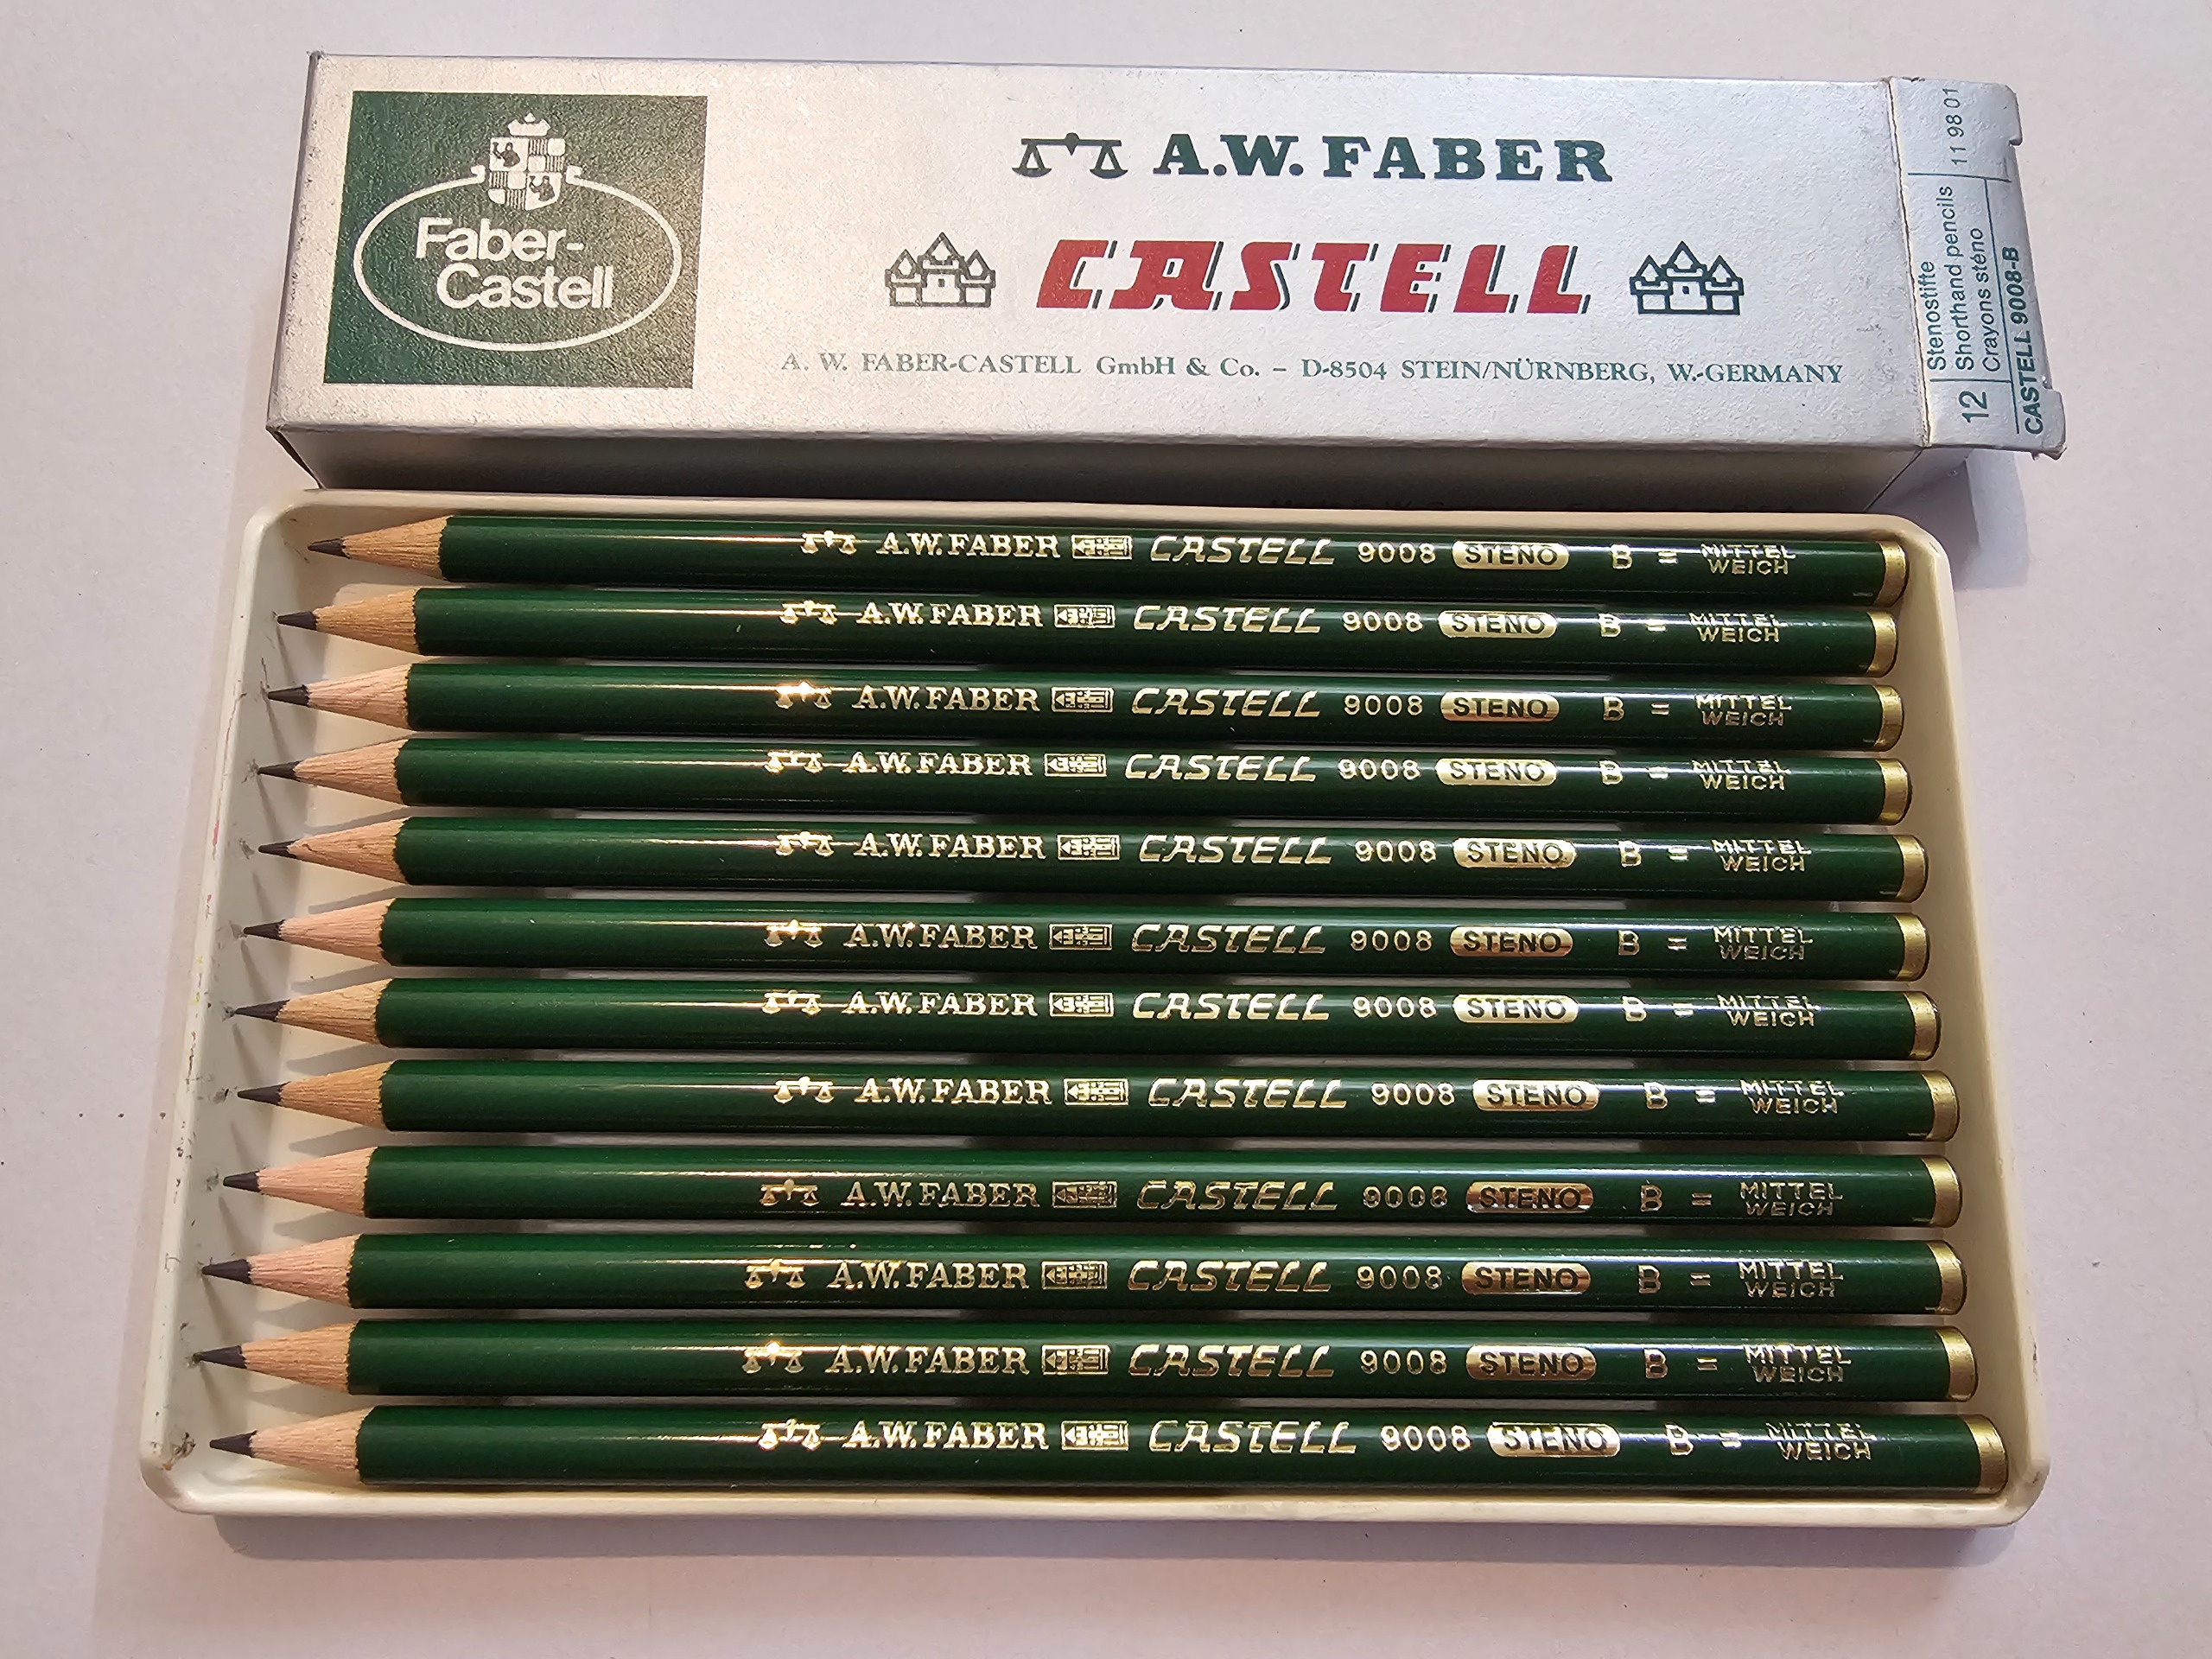 Faber-
Castell
A.W. FABER
CASTELL
A. W. FABER-CASTELL GmbH & Co. – D-8504 STEIN/NÜRNBERG, W.-GERMANY
12
Stenostifte
Shorthand pencils
Crayons sténo
11 98 01
CASTELL 9008-B
A.W. FABER CASTELL 9008 STENO B = MITTEL
WEICH
A.W. FABER CASTELL 9008 STENO B = MITTEL
WEICH
A.W. FABER CASTELL 9008 STENO B = MITTEL
WEICH
A.W. FABER CASTELL 9008 STENO B = MITTEL
WEICH
A.W. FABER CASTELL 9008 STENO B = MITTEL
WEICH
A.W. FABER CASTELL 9008 STENO B = MITTEL
WEICH
A.W. FABER CASTELL 9008 STENO B = MITTEL
WEICH
A.W. FABER CASTELL 9008 STENO B = MITTEL
WEICH
A.W. FABER CASTELL 9008 STENO B = MITTEL
WEICH
A.W. FABER CASTELL 9008 STENO B = MITTEL
WEICH
A.W. FABER CASTELL 9008 STENO B = MITTEL
WEICH
A.W. FABER CASTELL 9008 STENO B = MITTEL
WEICH